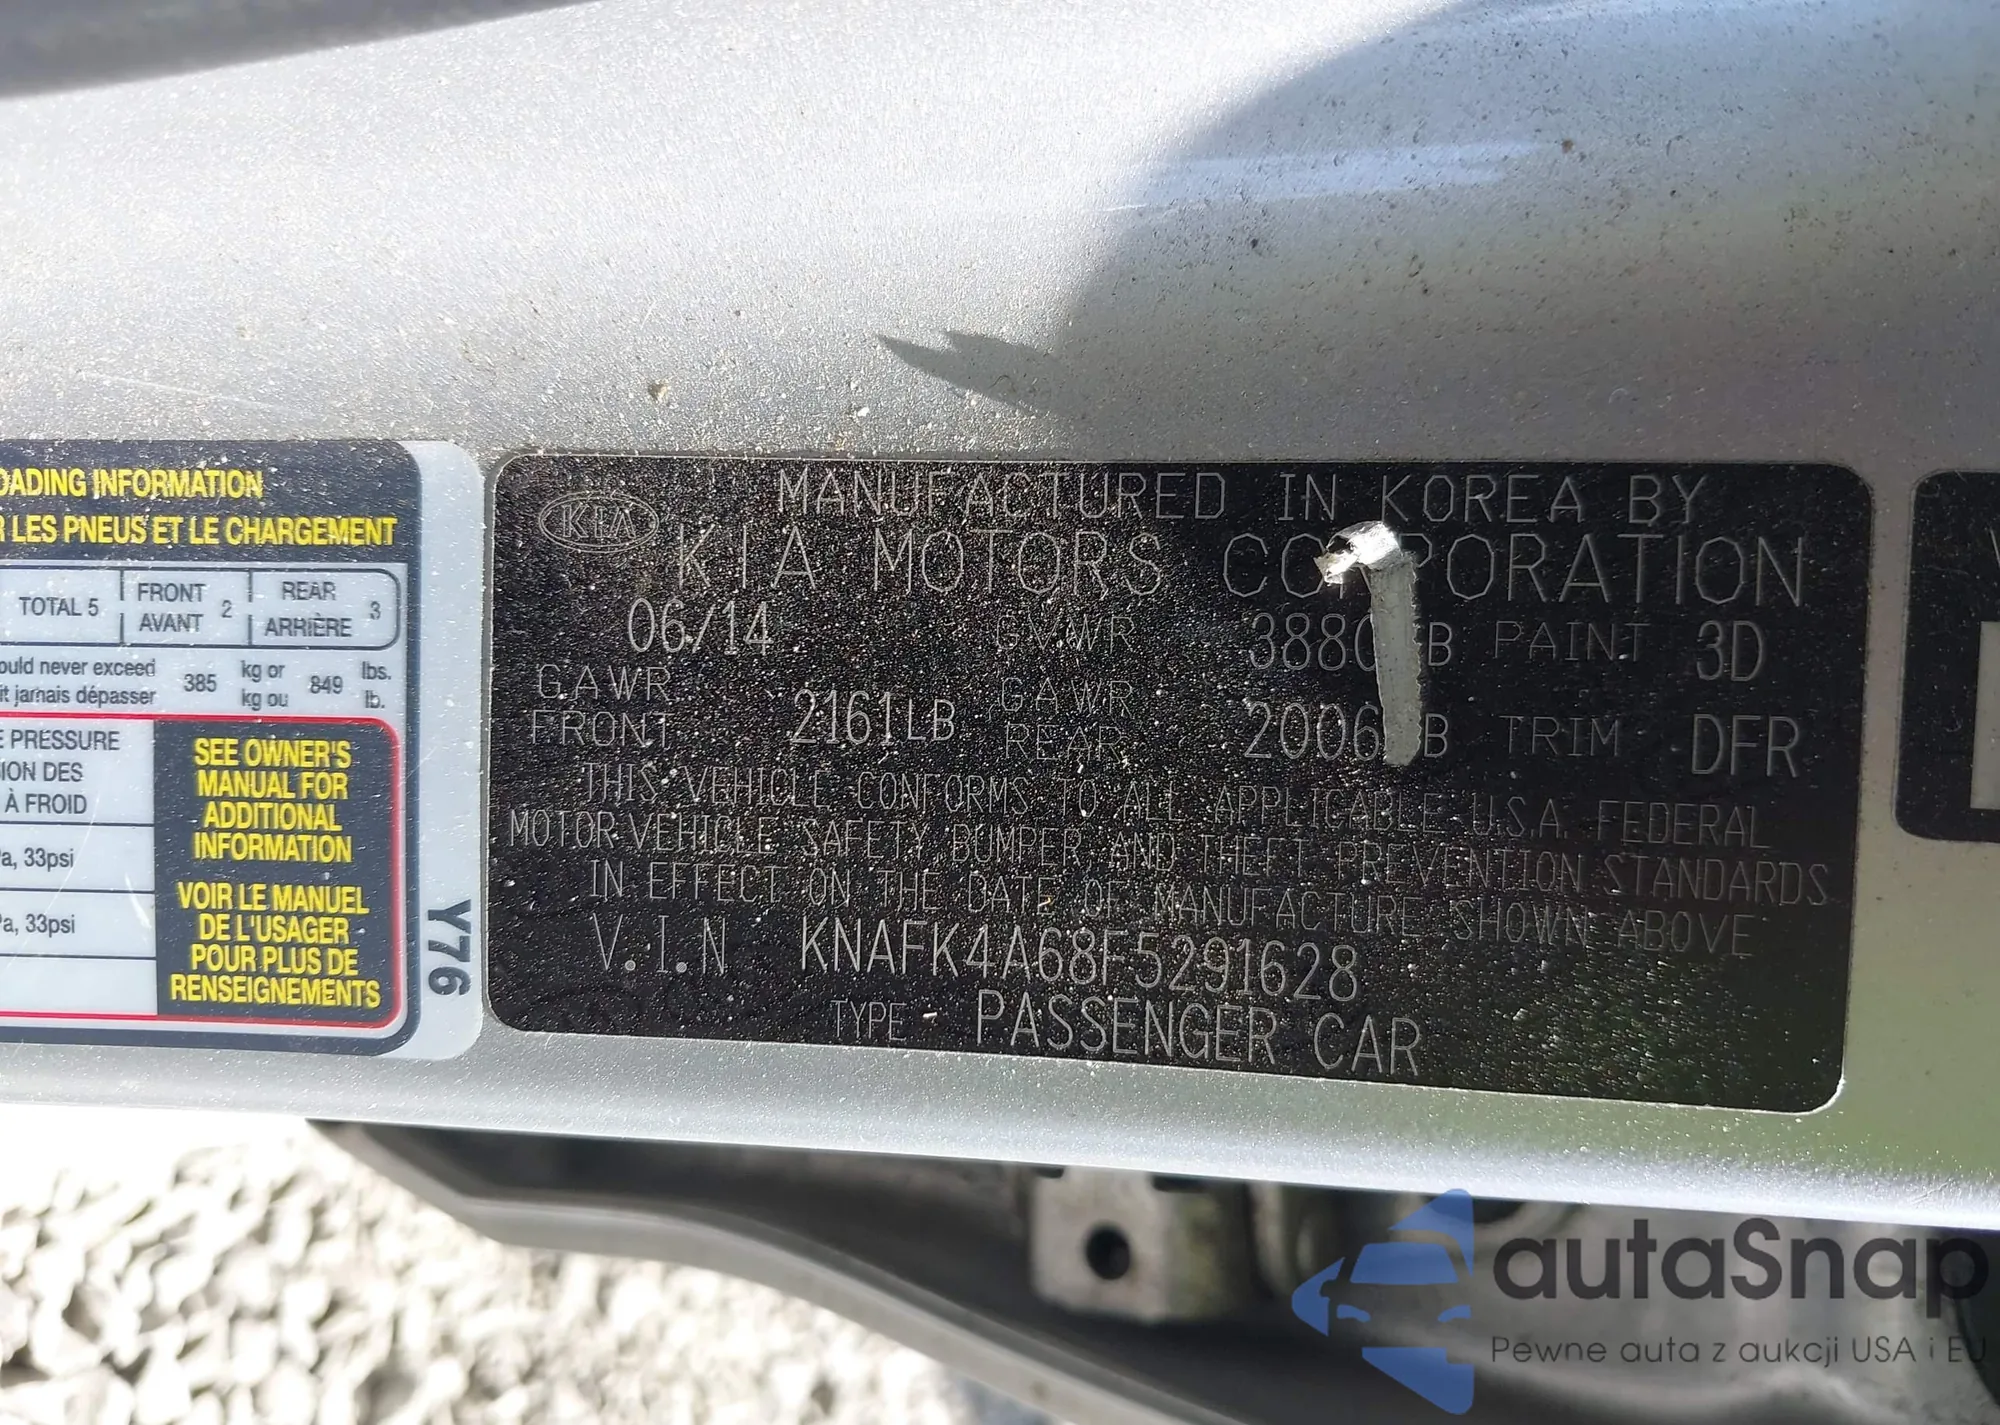 OADING INFORMATION
R LES PNEUS ET LE CHARGEMENT
TOTAL 5
FRONT
AVANT 2
REAR
ARRIÈRE 3
ould never exceed 385 kg or 849 lbs.
it jamais dépasser kg ou lb.
E PRESSURE
ION DES
À FROID
a, 33psi
a, 33psi
SEE OWNER'S
MANUAL FOR
ADDITIONAL
INFORMATION
VOIR LE MANUEL
DE L'USAGER
POUR PLUS DE
RENSEIGNEMENTS
Y76
KIA
MANUFACTURED IN KOREA BY
KIA MOTORS CORPORATION
06/14 GVWR 3880LB PAINT 3D
GAWR FRONT 2161LB GAWR REAR 2006LB TRIM DFR
THIS VEHICLE CONFORMS TO ALL APPLICABLE U.S.A. FEDERAL
MOTOR VEHICLE SAFETY, BUMPER, AND THEFT PREVENTION STANDARDS
IN EFFECT ON THE DATE OF MANUFACTURE SHOWN ABOVE
V.I.N KNAFK4A68F5291628
TYPE : PASSENGER CAR
autaSnap
Pewne auta z aukcji USA i EU